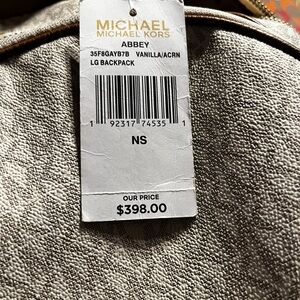 MICHAEL
MICHAEL KORS
ABBEY
35F8GAYB7B VANILLA/ACRN
LG BACKPACK
1 92317 74535 1
NS
OUR PRICE
$398.00